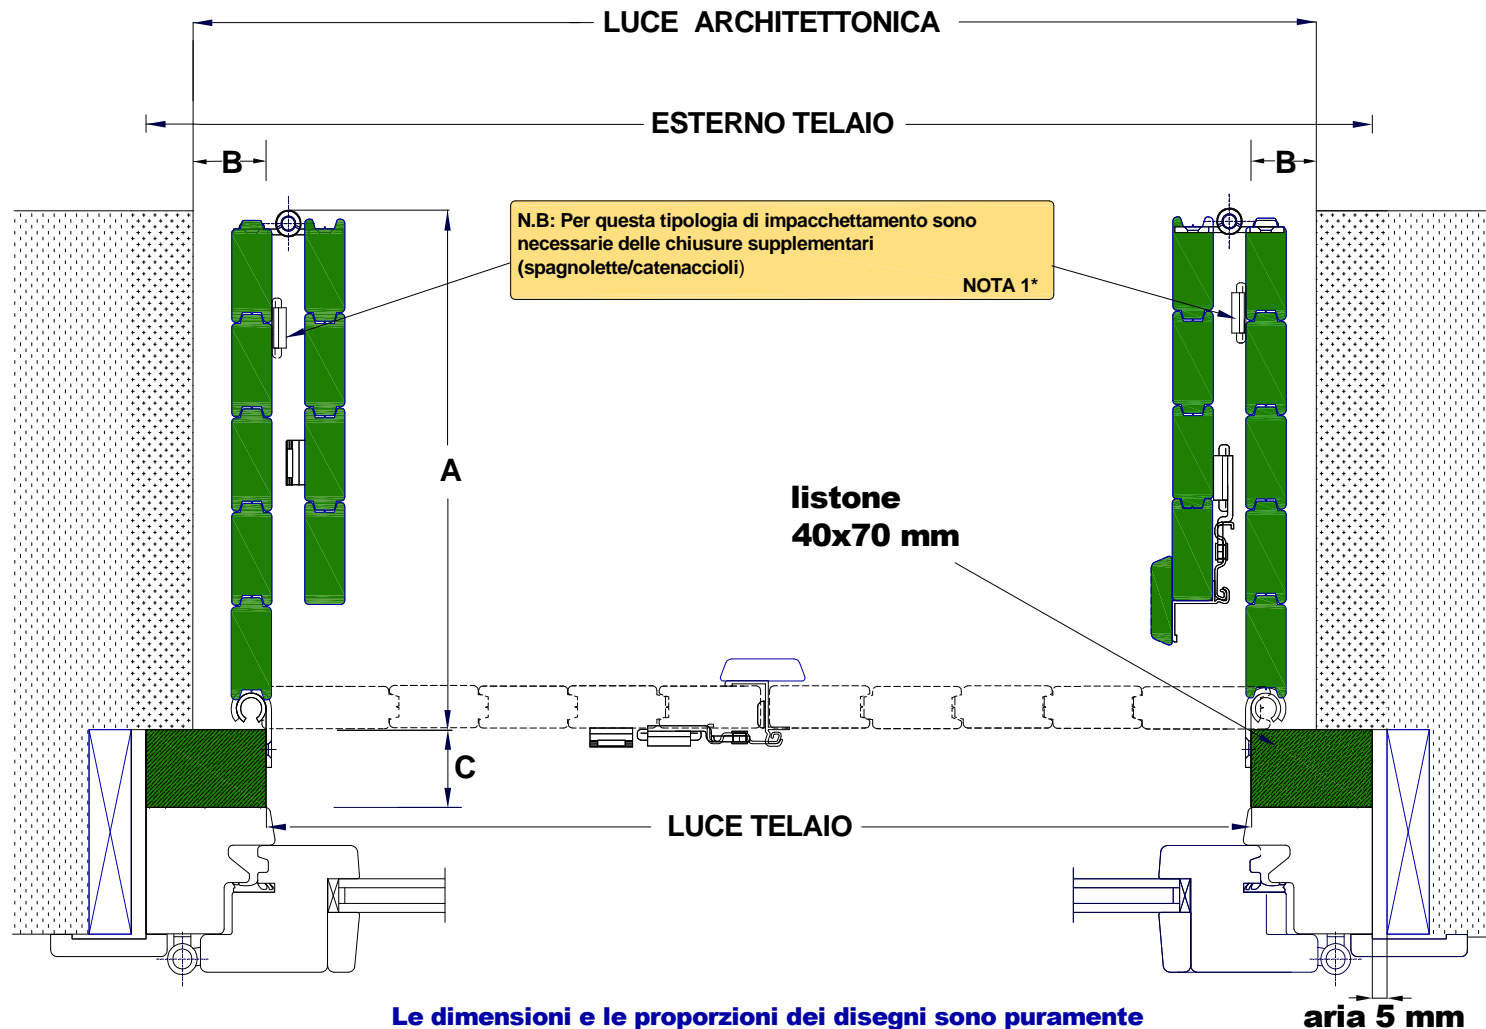 LUCE ARCHITETTONICA
ESTERNO TELAIO
B
B
N.B: Per questa tipologia di impacchettamento sono
necessarie delle chiusure supplementari
(spagnolette/catenaccioli)
NOTA 1*
A
listone
40x70 mm
C
LUCE TELAIO
Le dimensioni e le proporzioni dei disegni sono puramente
aria 5 mm